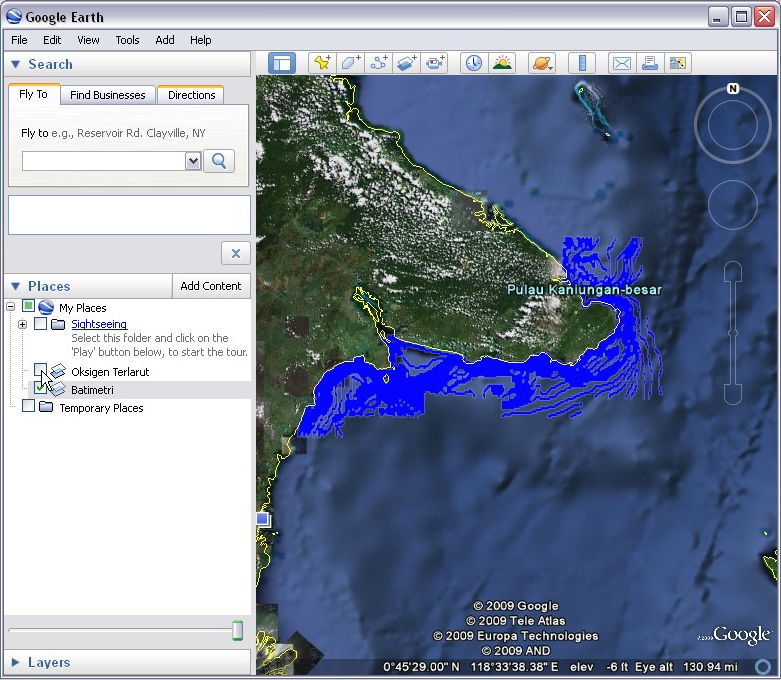 Google Earth
File Edit View Tools Add Help
Search
Fly To Find Businesses Directions
Fly to e.g., Reservoir Rd. Clayville, NY
Places
Add Content
My Places
Sightseeing
Select this folder and click on the
'Play' button below, to start the tour.
Oksigen Terlarut
Batimetri
Temporary Places
Layers
N
Pulau Kaniungan-besar
© 2009 Google
© 2009 Tele Atlas
© 2009 Europa Technologies
© 2009 AND
Google
0°45'29.00" N 118°33'38.38" E elev -6 ft Eye alt 130.94 mi